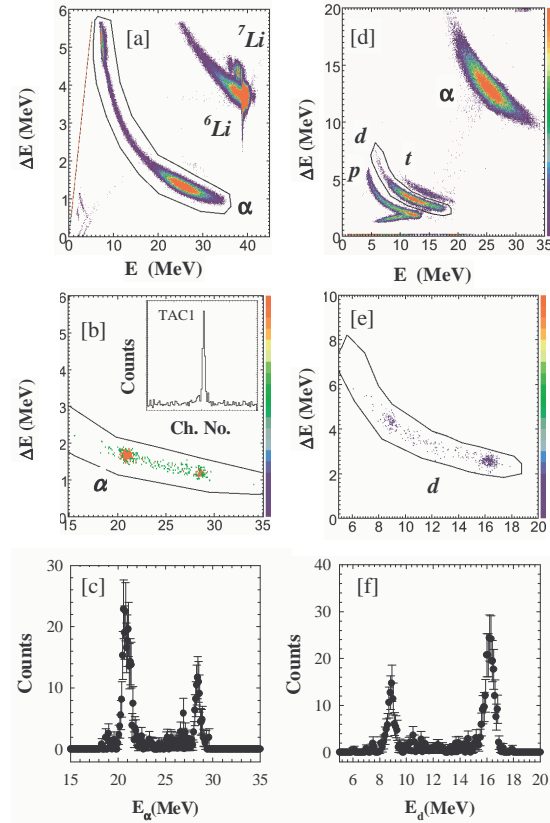 [a]
⁷Li
⁶Li
α
ΔE (MeV)
6
5
4
3
2
1
0
0 10 20 30 40
E (MeV)
[d]
α
d
t
p
ΔE (MeV)
20
15
10
5
0
0 5 10 15 20 25 30 35
E (MeV)
[b]
TAC1
Counts
Ch. No.
α
ΔE (MeV)
6
5
4
3
2
1
0
15 20 25 30 35
[e]
d
ΔE (MeV)
10
8
6
4
2
0
6 8 10 12 14 16 18 20
[c]
Counts
30
20
10
0
15 20 25 30 35
Eα(MeV)
[f]
Counts
40
30
20
10
0
6 8 10 12 14 16 18 20
E_d(MeV)